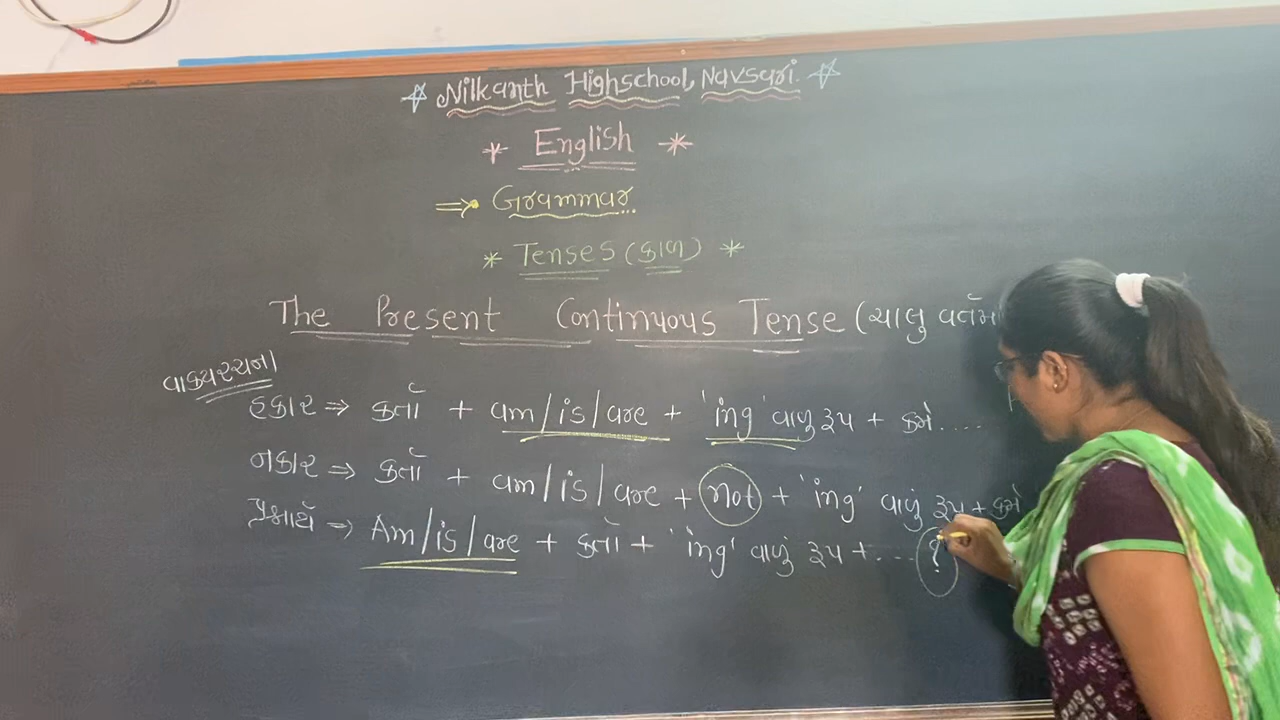 Nilkanth Highschool, Navsari.
* English *
⇒ Grammar
* Tenses (કાળ) *
The Present Continuous Tense (ચાલુ વર્તમ
વાક્યરચના
હકાર ⇒ કર્તા + am/is/are + 'ing' વાળુ રૂપ + કર્મ.....
નકાર ⇒ કર્તા + am/is/are + not + 'ing' વાળું રૂપ + કર્મ
પ્રશ્નાર્થ ⇒ Am/is/are + કર્તા + 'ing' વાળું રૂપ + .... ?